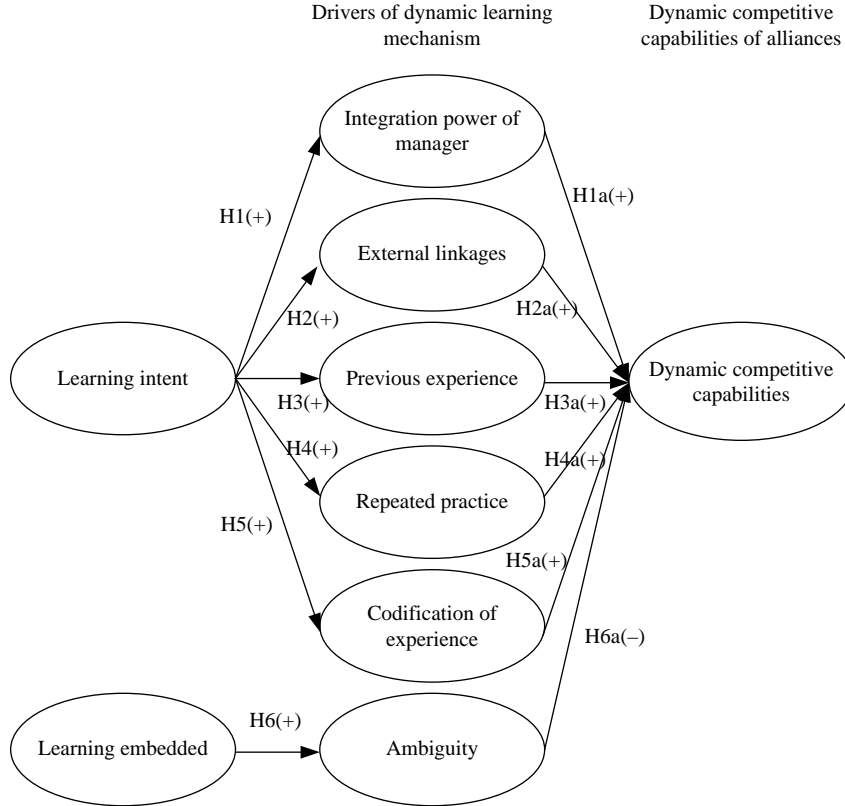 Drivers of dynamic learning
mechanism
Dynamic competitive
capabilities of alliances
Integration power of
manager
H1(+)
H1a(+)
External linkages
H2(+)
H2a(+)
Learning intent
Previous experience
Dynamic competitive
capabilities
H3(+)
H3a(+)
H4(+)
H4a(+)
Repeated practice
H5(+)
H5a(+)
Codification of
experience
H6a(–)
H6(+)
Learning embedded
Ambiguity